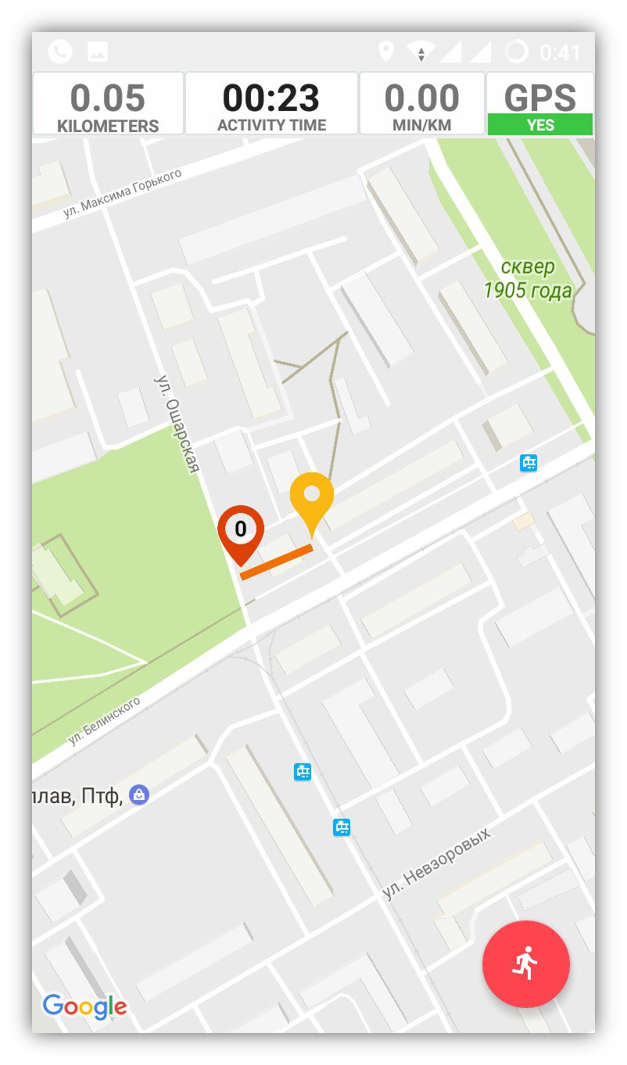 0:41
0.05
KILOMETERS
00:23
ACTIVITY TIME
0.00
MIN/KM
GPS
YES
ул. Максима Горького
сквер
1905 года
ул. Ошарская
0
ул. Белинского
плав, Птф,
ул. Невзоровых
Google